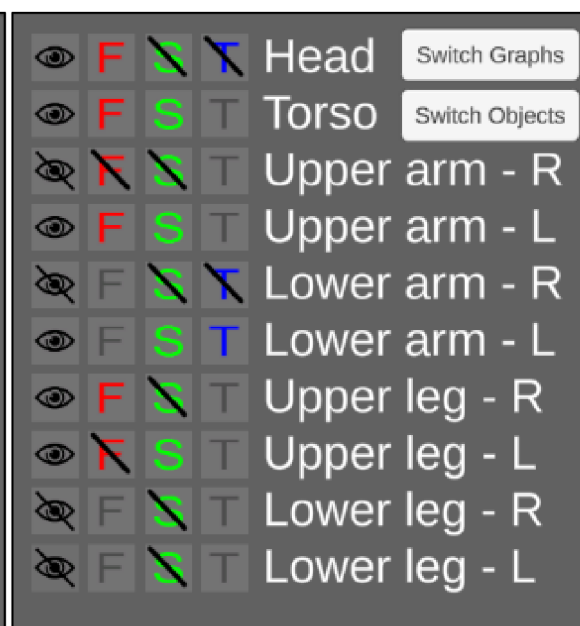 F S T Head Switch Graphs
F S T Torso Switch Objects
F S T Upper arm - R
F S T Upper arm - L
F S T Lower arm - R
F S T Lower arm - L
F S T Upper leg - R
F S T Upper leg - L
F S T Lower leg - R
F S T Lower leg - L